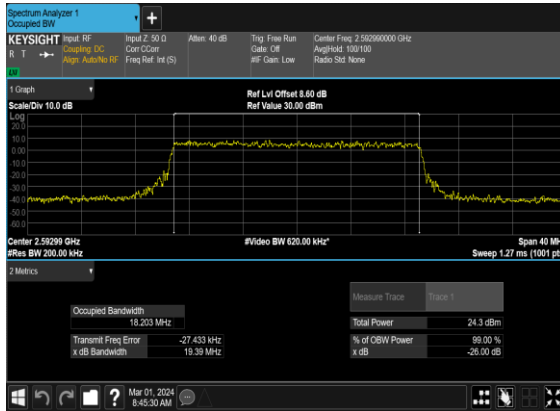 Spectrum Analyzer 1
Occupied BW
KEYSIGHT
R T
LXI
Input: RF
Coupling: DC
Align: Auto/No RF
Input Z: 50 Ω
Corr CCorr
Freq Ref: Int (S)
Atten: 40 dB
Trig: Free Run
Gate: Off
#IF Gain: Low
Center Freq: 2.592990000 GHz
Avg|Hold: 100/100
Radio Std: None
1 Graph
Scale/Div 10.0 dB
Ref Lvl Offset 8.60 dB
Ref Value 30.00 dBm
Log
20.0
10.0
0.00
-10.0
-20.0
-30.0
-40.0
-50.0
-60.0
Center 2.59299 GHz
#Res BW 200.00 kHz
#Video BW 620.00 kHz*
Span 40 MH
Sweep 1.27 ms (1001 pt
2 Metrics
Measure Trace
Trace 1
Occupied Bandwidth
18.203 MHz
Total Power
24.3 dBm
Transmit Freq Error
-27.433 kHz
% of OBW Power
99.00 %
x dB Bandwidth
19.39 MHz
x dB
-26.00 dB
?
Mar 01, 2024
8:45:30 AM